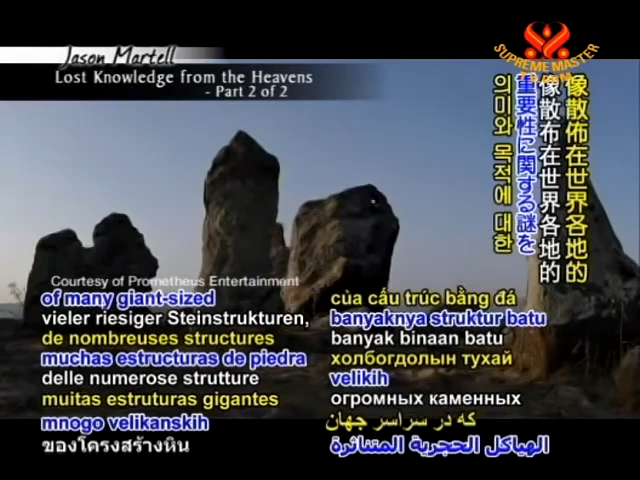 Jason Martell
Lost Knowledge from the Heavens
- Part 2 of 2
SUPREME MASTER
像散佈在世界各地的
像散布在世界各地的
重要性に関する謎を
의미와 목적에 대한
Courtesy of Prometheus Entertainment
of many giant-sized
vieler riesiger Steinstrukturen,
de nombreuses structures
muchas estructuras de piedra
delle numerose strutture
muitas estruturas gigantes
mnogo velikanskih
ของโครงสร้างหิน
của cấu trúc bằng đá
banyaknya struktur batu
banyak binaan batu
холбогдолын тухай
velikih
огромных каменных
که در سراسر جهان
الهياكل الحجرية المتناثرة